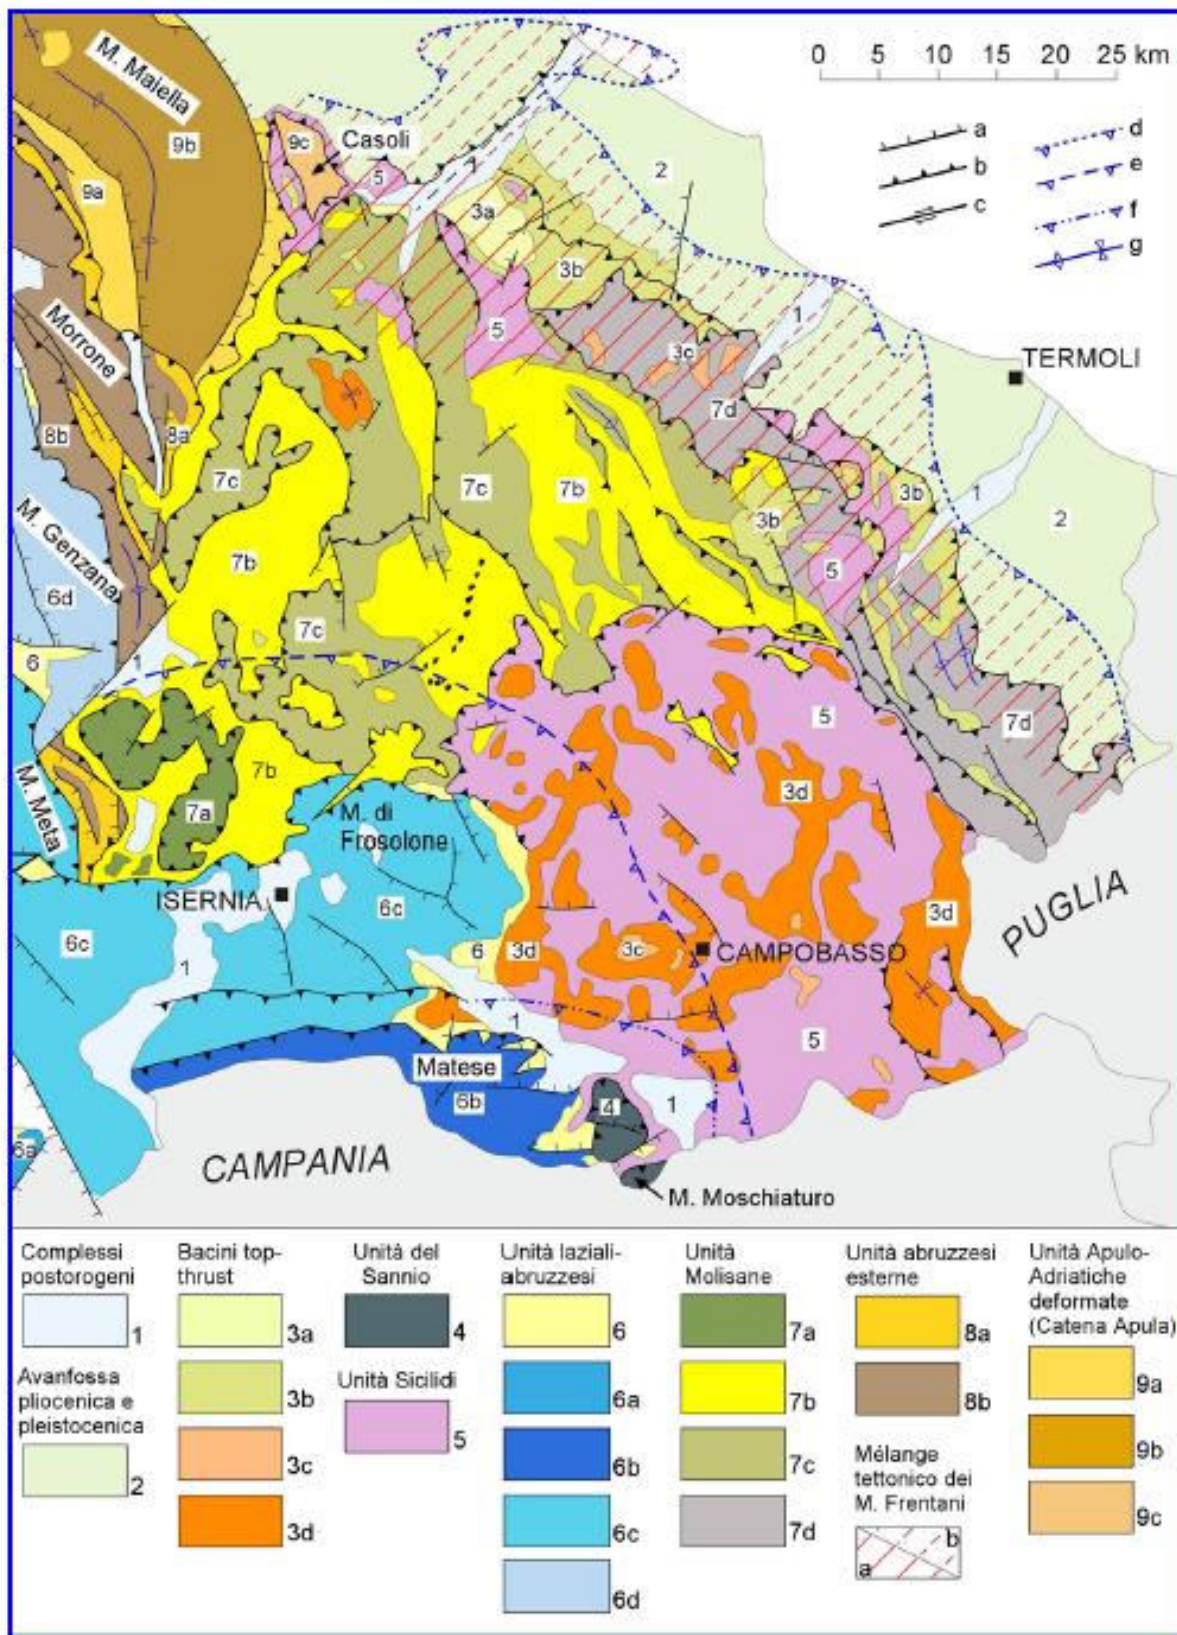 0 5 10 15 20 25 km
M. Maiella
9b
9c
Casoli
a
d
b
e
c
f
g
1
2
5
9a
3a
3b
1
Morrone
5
3c
TERMOLI
7d
8b
8a
7c
7c
7b
3b
3b
1
2
M. Genzana
7b
5
6d
7c
6
1
5
7d
7b
M. Meta
7a
3d
M. di
Frosolone
ISERNIA
6c
6c
3d
PUGLIA
6
3d
3c
CAMPOBASSO
1
1
5
Matese
6b
4
1
6a
CAMPANIA
M. Moschiaturo
Complessi
postorogeni
1
Avanfossa
pliocenica e
pleistocenica
2
Bacini top-
thrust
3a
3b
3c
3d
Unità del
Sannio
4
Unità Sicilidi
5
Unità laziali-
abruzzesi
6
6a
6b
6c
6d
Unità
Molisane
7a
7b
7c
7d
Unità abruzzesi
esterne
8a
8b
Mélange
tettonico dei
M. Frentani
a b
Unità Apulo-
Adriatiche
deformate
(Catena Apula)
9a
9b
9c